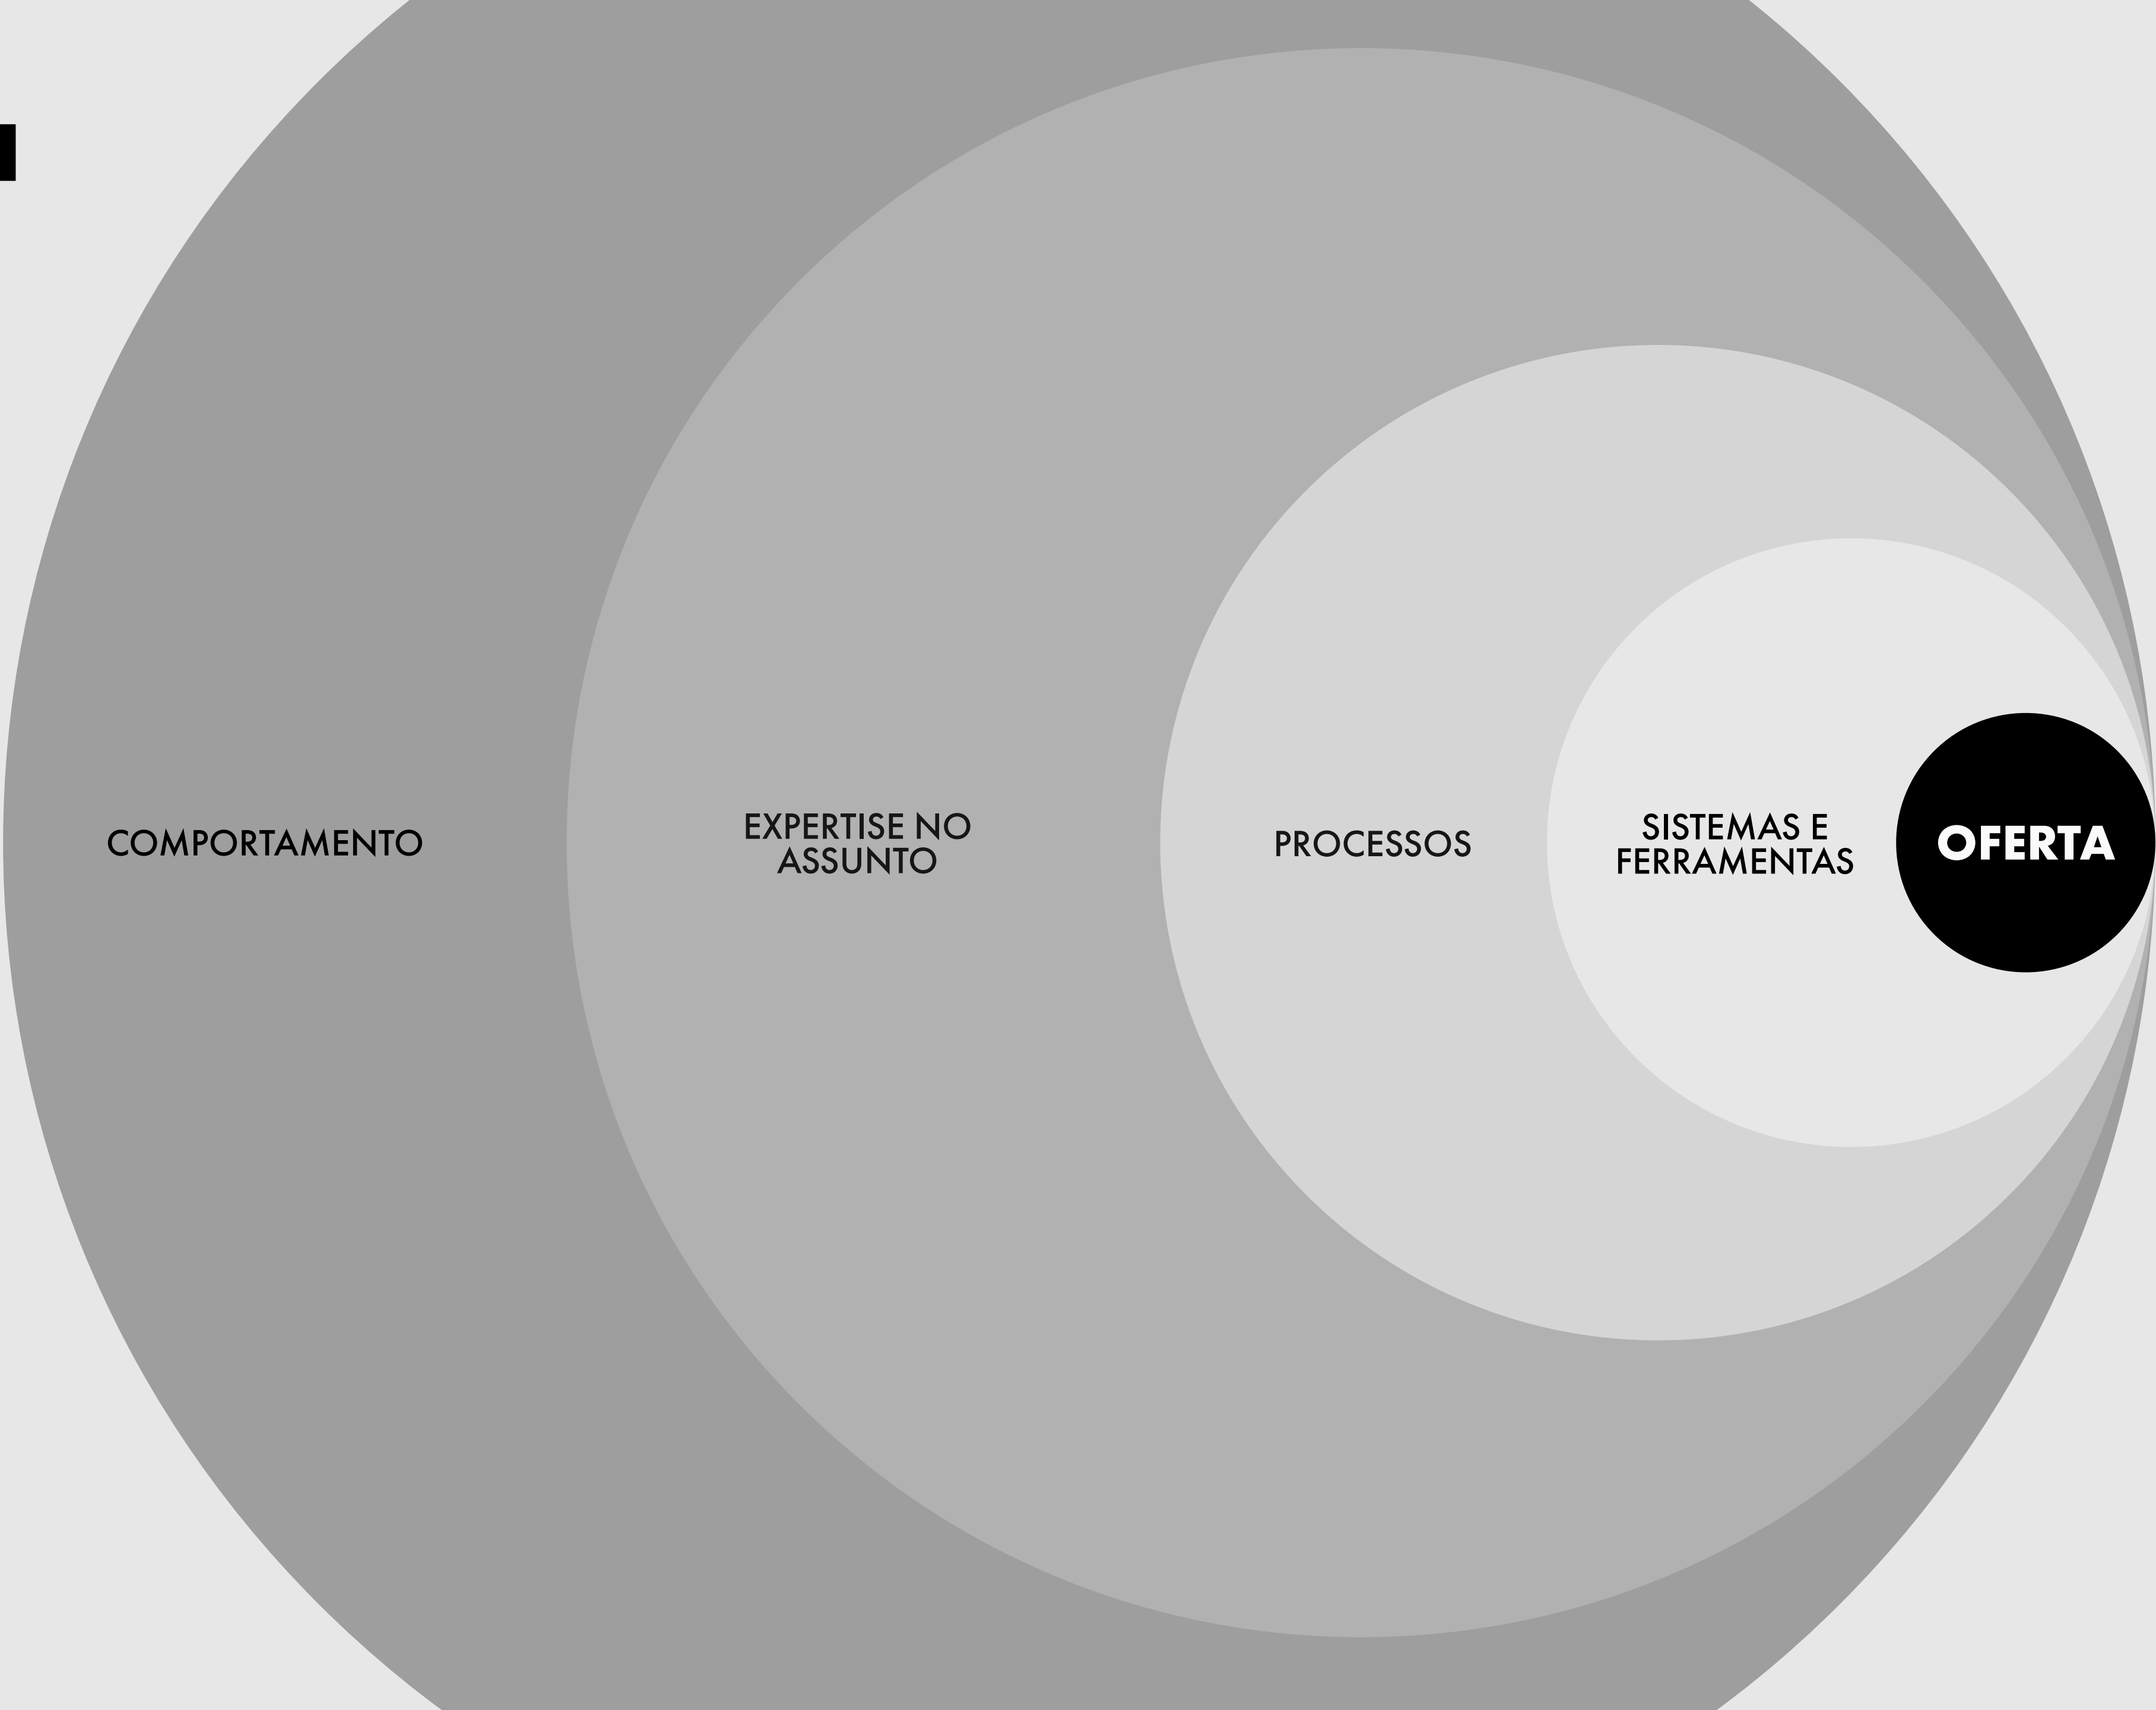 COMPORTAMENTO
EXPERTISE NO
ASSUNTO
PROCESSOS
SISTEMAS E
FERRAMENTAS
OFERTA